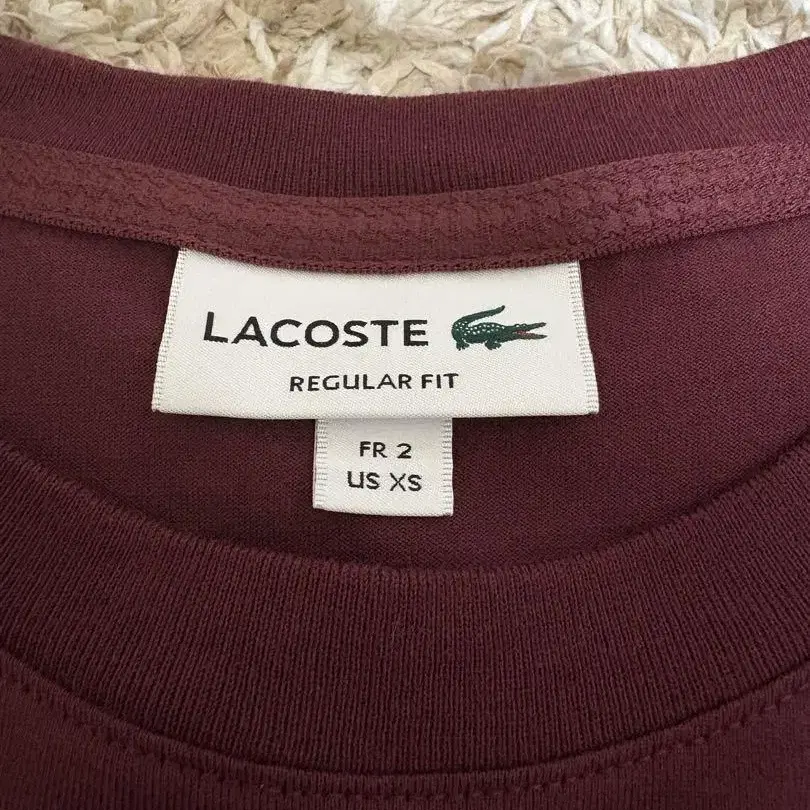 LACOSTE
REGULAR FIT
FR 2
US XS